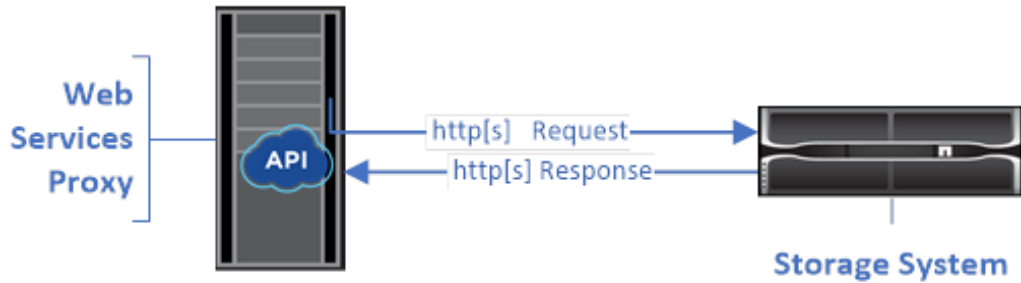 Web
Services
Proxy
API
http[s] Request
http[s] Response
Storage System